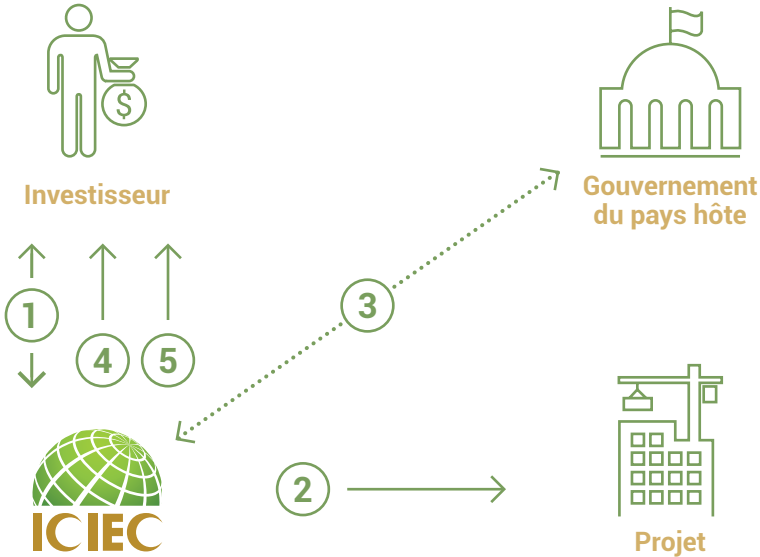 $
Investisseur
Gouvernement
du pays hôte
1
4
5
3
2
ICIEC
Projet